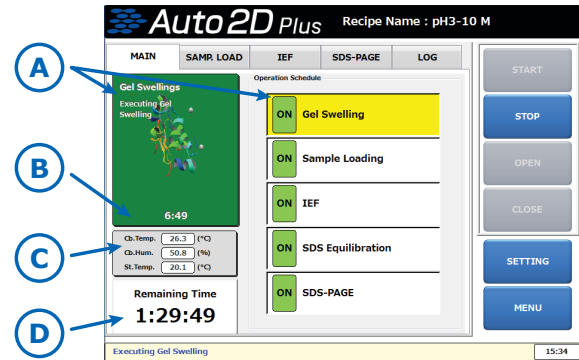 Auto2D Plus Recipe Name : pH3-10 M
MAIN SAMP. LOAD IEF SDS-PAGE LOG
A
Gel Swellings
Executing Gel
Swelling
6:49
B
Cb.Temp. 26.3 (°C)
Cb.Hum. 50.8 (%)
St.Temp. 20.1 (°C)
C
Remaining Time
1:29:49
D
Operation Schedule
ON Gel Swelling
ON Sample Loading
ON IEF
ON SDS Equilibration
ON SDS-PAGE
START
STOP
OPEN
CLOSE
SETTING
MENU
Executing Gel Swelling 15:34